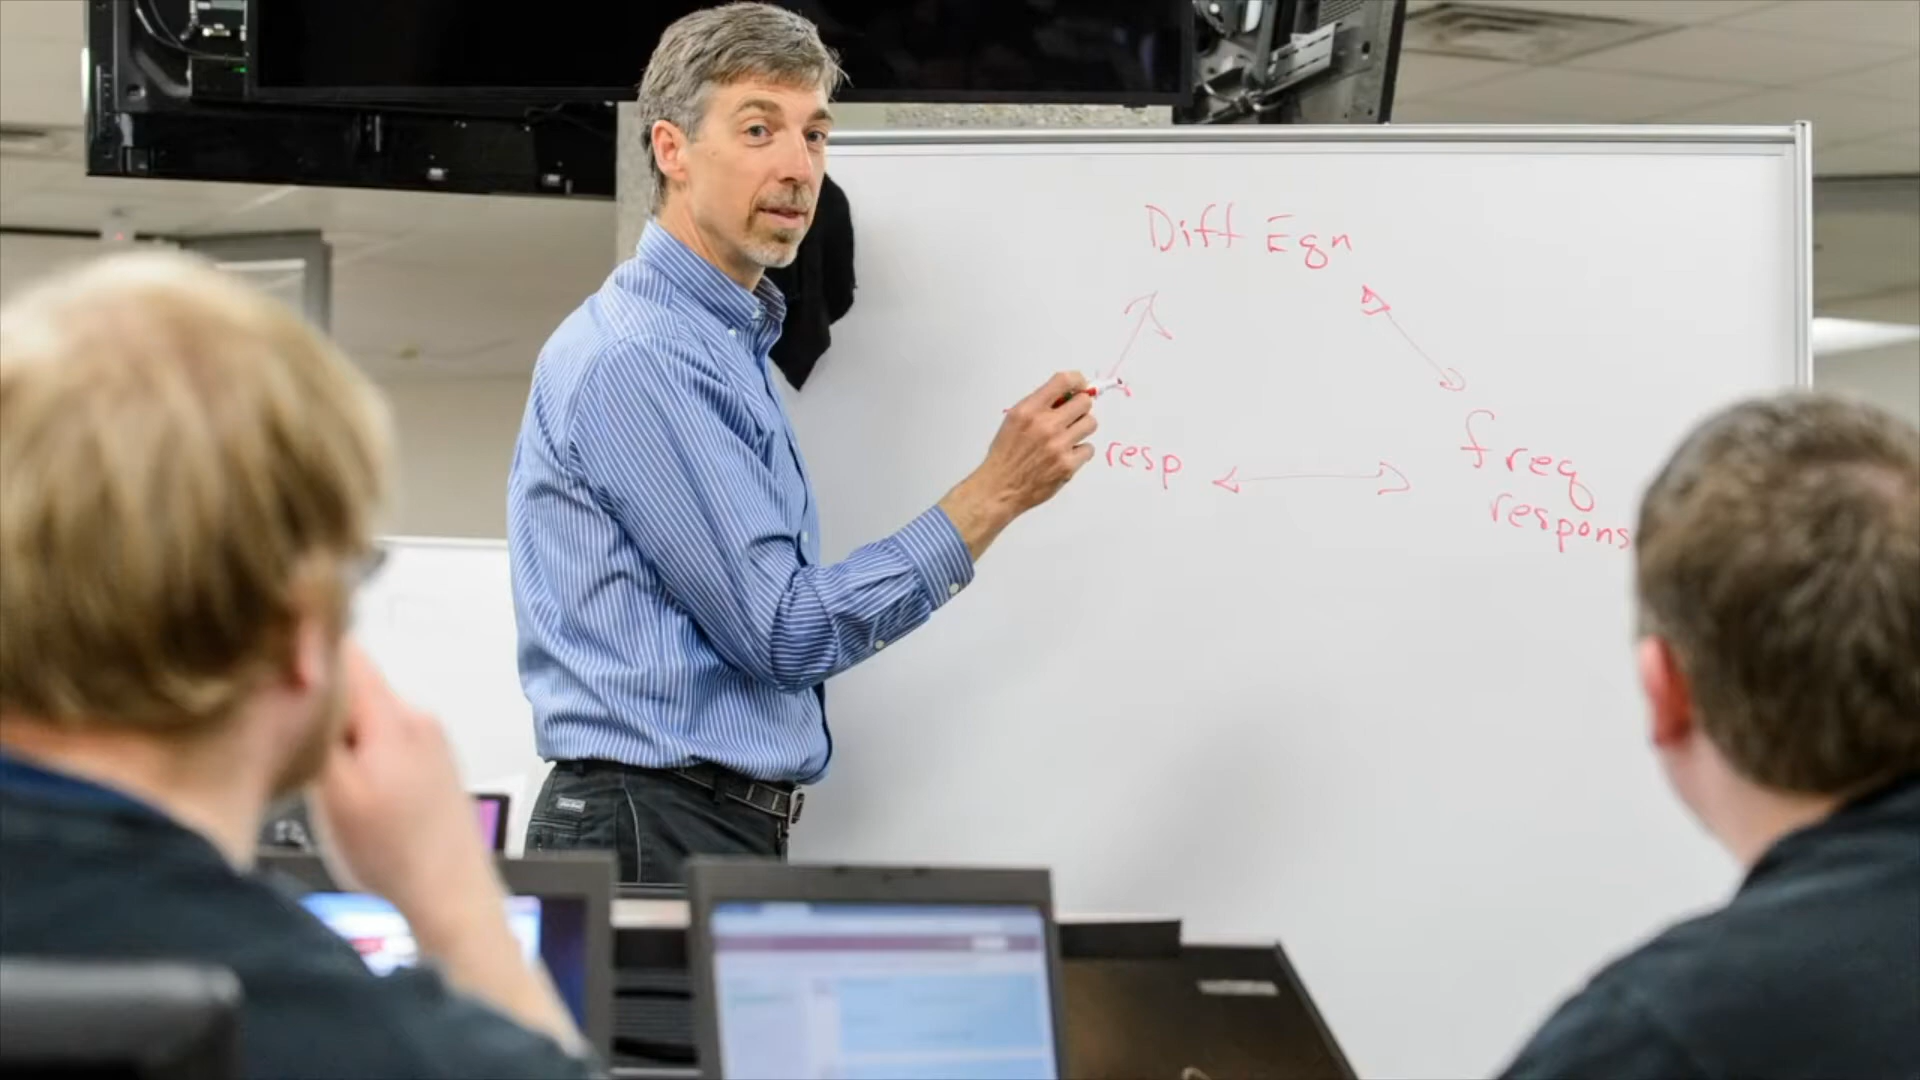 Diff Eqn
resp
freq
respons